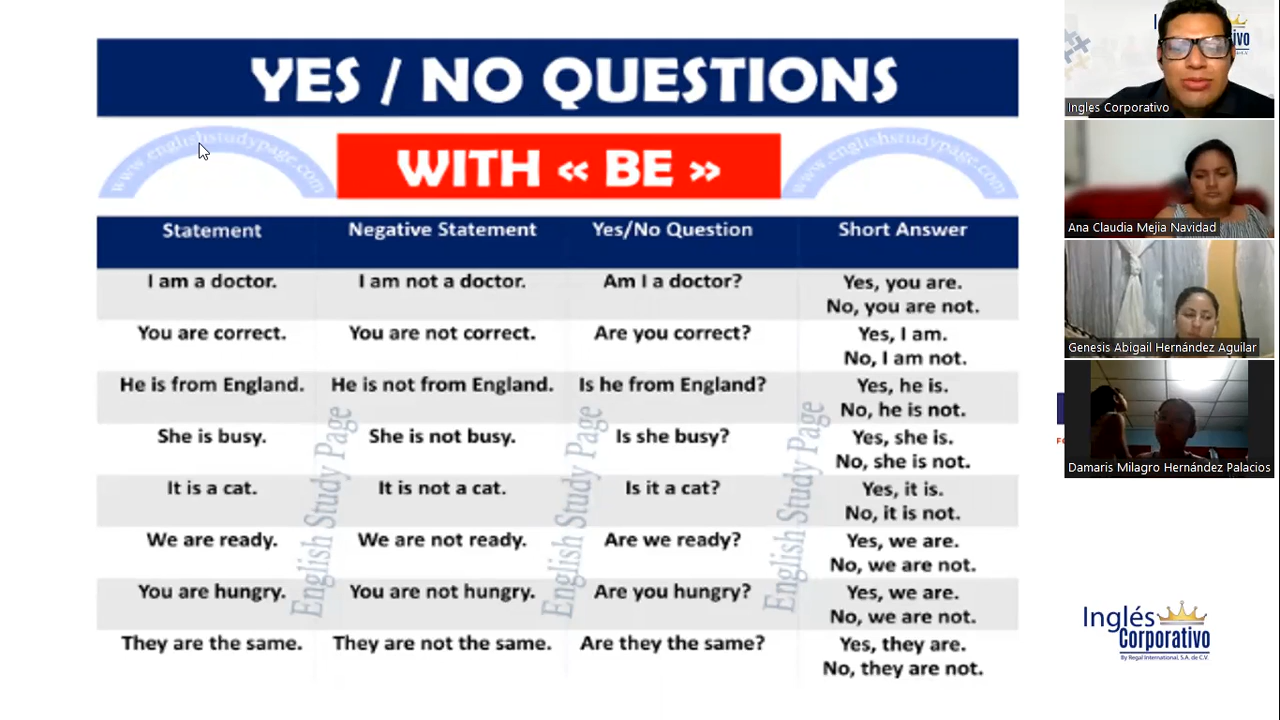 YES / NO QUESTIONS
www.englishstudypage.com
WITH « BE »
www.englishstudypage.com
Statement Negative Statement Yes/No Question Short Answer
I am a doctor. I am not a doctor. Am I a doctor? Yes, you are.
No, you are not.
You are correct. You are not correct. Are you correct? Yes, I am.
No, I am not.
He is from England. He is not from England. Is he from England? Yes, he is.
No, he is not.
She is busy. She is not busy. Is she busy? Yes, she is.
No, she is not.
It is a cat. It is not a cat. Is it a cat? Yes, it is.
No, it is not.
We are ready. We are not ready. Are we ready? Yes, we are.
No, we are not.
You are hungry. You are not hungry. Are you hungry? Yes, we are.
No, we are not.
They are the same. They are not the same. Are they the same? Yes, they are.
No, they are not.
English Study Page
English Study Page
English Study Page
Ingles Corporativo
Ana Claudia Mejia Navidad
Genesis Abigail Hernández Aguilar
Damaris Milagro Hernández Palacios
Inglés
Corporativo
By Regal International, S.A. de C.V.